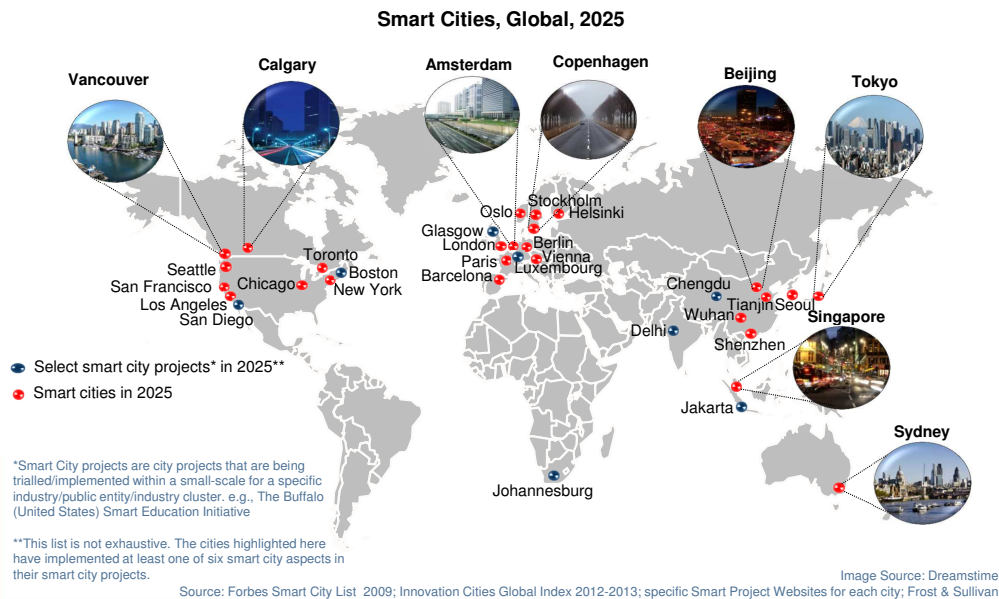 Smart Cities, Global, 2025
Vancouver
Calgary
Amsterdam
Copenhagen
Beijing
Tokyo
Stockholm
Oslo
Helsinki
Glasgow
London
Berlin
Paris
Vienna
Luxembourg
Barcelona
Toronto
Seattle
Boston
San Francisco
Chicago
New York
Los Angeles
San Diego
Chengdu
Tianjin
Seoul
Wuhan
Singapore
Delhi
Shenzhen
Select smart city projects* in 2025**
Smart cities in 2025
Jakarta
Sydney
Johannesburg
*Smart City projects are city projects that are being
trialled/implemented within a small-scale for a specific
industry/public entity/industry cluster. e.g., The Buffalo
(United States) Smart Education Initiative
**This list is not exhaustive. The cities highlighted here
have implemented at least one of six smart city aspects in
their smart city projects.
Image Source: Dreamstime
Source: Forbes Smart City List 2009; Innovation Cities Global Index 2012-2013; specific Smart Project Websites for each city; Frost & Sullivan